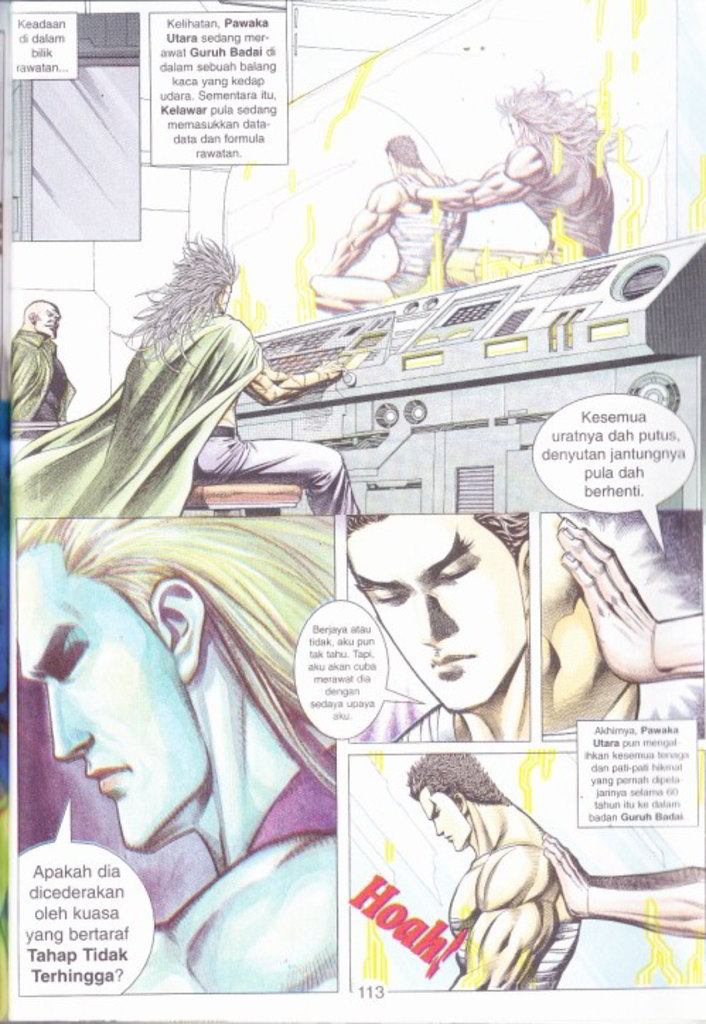 Keadaan
di dalam
bilik
rawatan...
Kelihatan, Pawaka
Utara sedang mer-
awat Guruh Badai di
dalam sebuah balang
kaca yang kedap
udara. Sementara itu,
Kelawar pula sedang
memasukkan data-
data dan formula
rawatan.
Kesemua
uratnya dah putus,
denyutan jantungnya
pula dah
berhenti.
Berjaya atau
tidak, aku pun
tak tahu. Tapi,
aku akan cuba
merawat dia
dengan
sedaya upaya
aku.
Apakah dia
dicederakan
oleh kuasa
yang bertaraf
Tahap Tidak
Terhingga?
Akhirnya, Pawaka
Utara pun mengal-
ihkan kesemua tenaga
dan pati-pati hikmat
yang pernah dipela-
jarinya selama 60
tahun itu ke dalam
badan Guruh Badai.
Hoah!
113